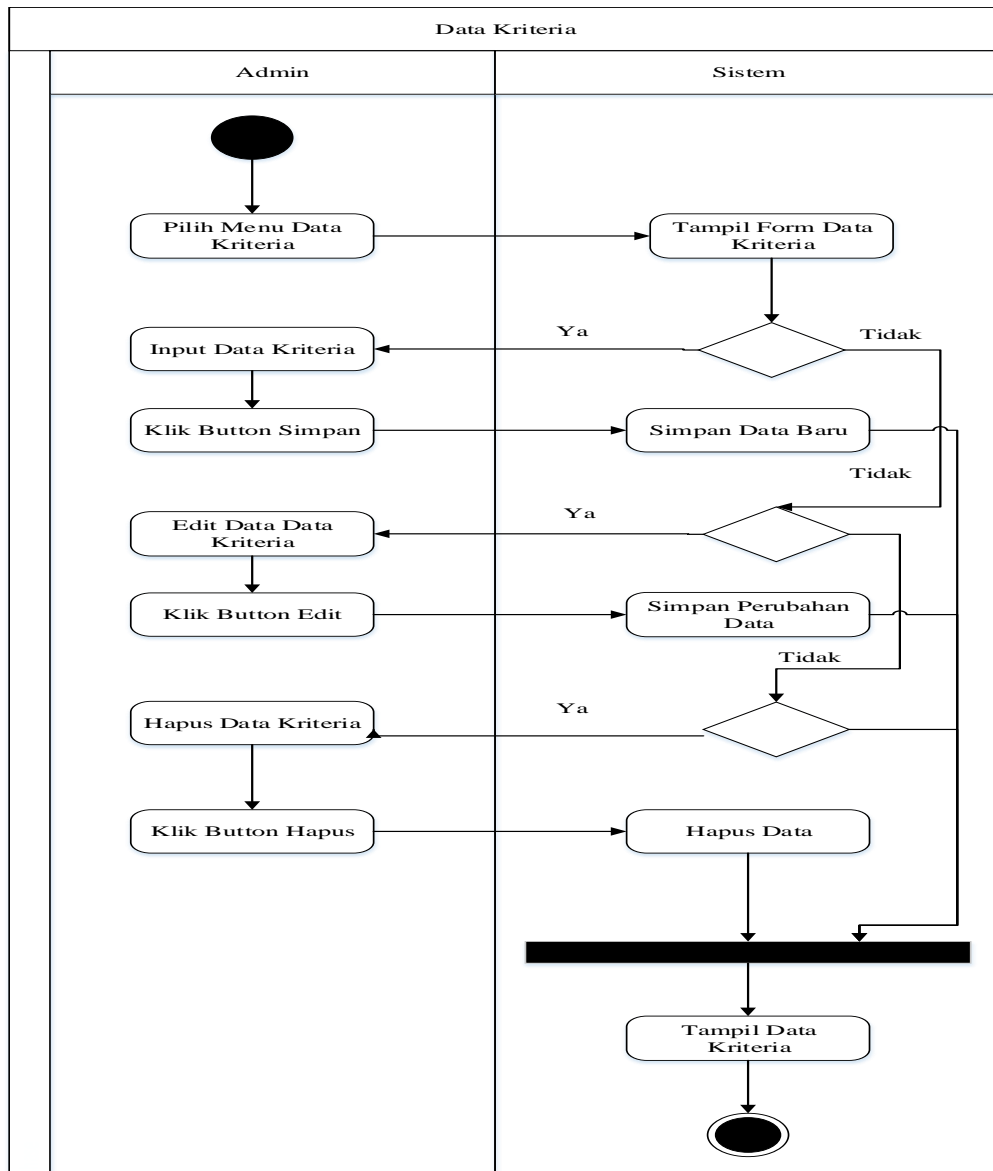 Data Kriteria
Admin
Sistem
Pilih Menu Data
Kriteria
Tampil Form Data
Kriteria
Ya
Tidak
Input Data Kriteria
Klik Button Simpan
Simpan Data Baru
Tidak
Ya
Edit Data Data
Kriteria
Klik Button Edit
Simpan Perubahan
Data
Tidak
Ya
Hapus Data Kriteria
Klik Button Hapus
Hapus Data
Tampil Data
Kriteria